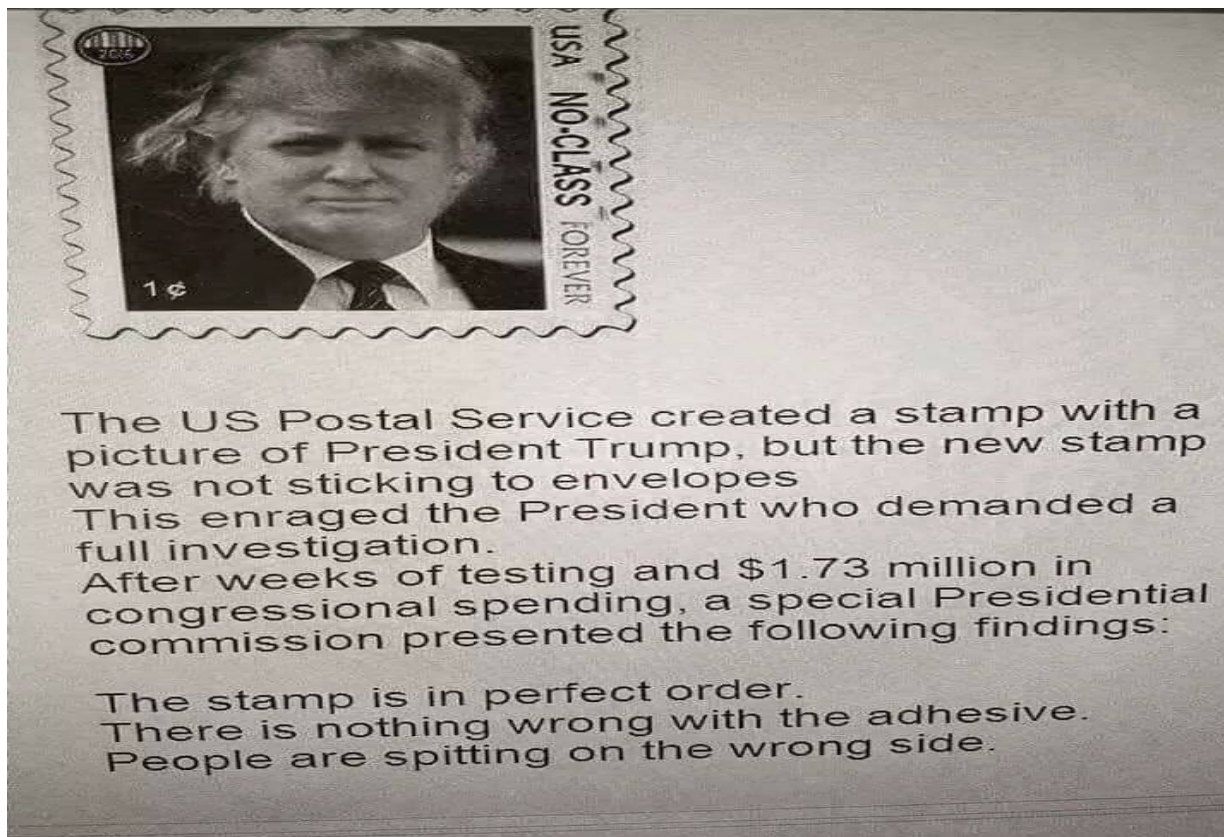 2016
USA NO-CLASS FOREVER
1 ¢
The US Postal Service created a stamp with a
picture of President Trump, but the new stamp
was not sticking to envelopes
This enraged the President who demanded a
full investigation.
After weeks of testing and $1.73 million in
congressional spending, a special Presidential
commission presented the following findings:
The stamp is in perfect order.
There is nothing wrong with the adhesive.
People are spitting on the wrong side.